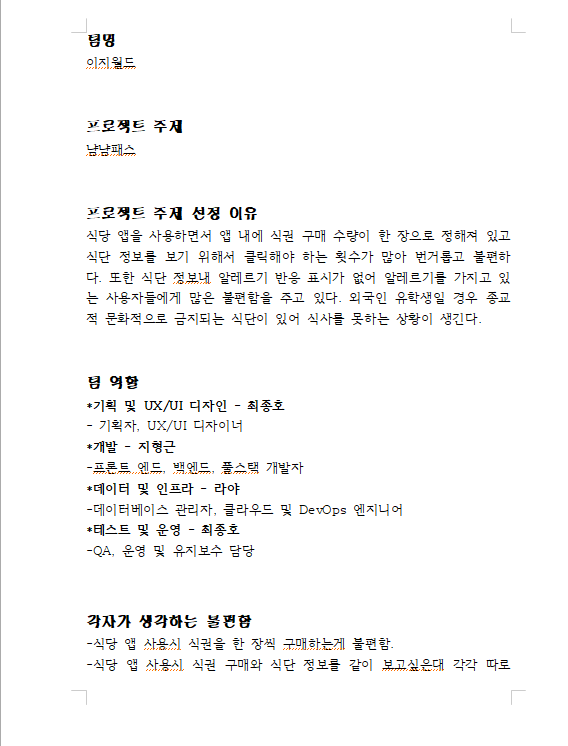 팀명
이지월드
프로젝트 주제
냠냠패스
프로젝트 주제 선정 이유
식당 앱을 사용하면서 앱 내에 식권 구매 수량이 한 장으로 정해져 있고
식단 정보를 보기 위해서 클릭해야 하는 횟수가 많아 번거롭고 불편하
다. 또한 식단 정보내 알레르기 반응 표시가 없어 알레르기를 가지고 있
는 사용자들에게 많은 불편함을 주고 있다. 외국인 유학생일 경우 종교
적 문화적으로 금지되는 식단이 있어 식사를 못하는 상황이 생긴다.
팀 역할
*기획 및 UX/UI 디자인 - 최종호
- 기획자, UX/UI 디자이너
*개발 - 지형근
-프론트 엔드, 백엔드, 풀스택 개발자
*데이터 및 인프라 - 라야
-데이터베이스 관리자, 클라우드 및 DevOps 엔지니어
*테스트 및 운영 - 최종호
-QA, 운영 및 유지보수 담당
각자가 생각하는 불편함
-식당 앱 사용시 식권을 한 장씩 구매하는게 불편함.
-식당 앱 사용시 식권 구매와 식단 정보를 같이 보고싶은대 각각 따로